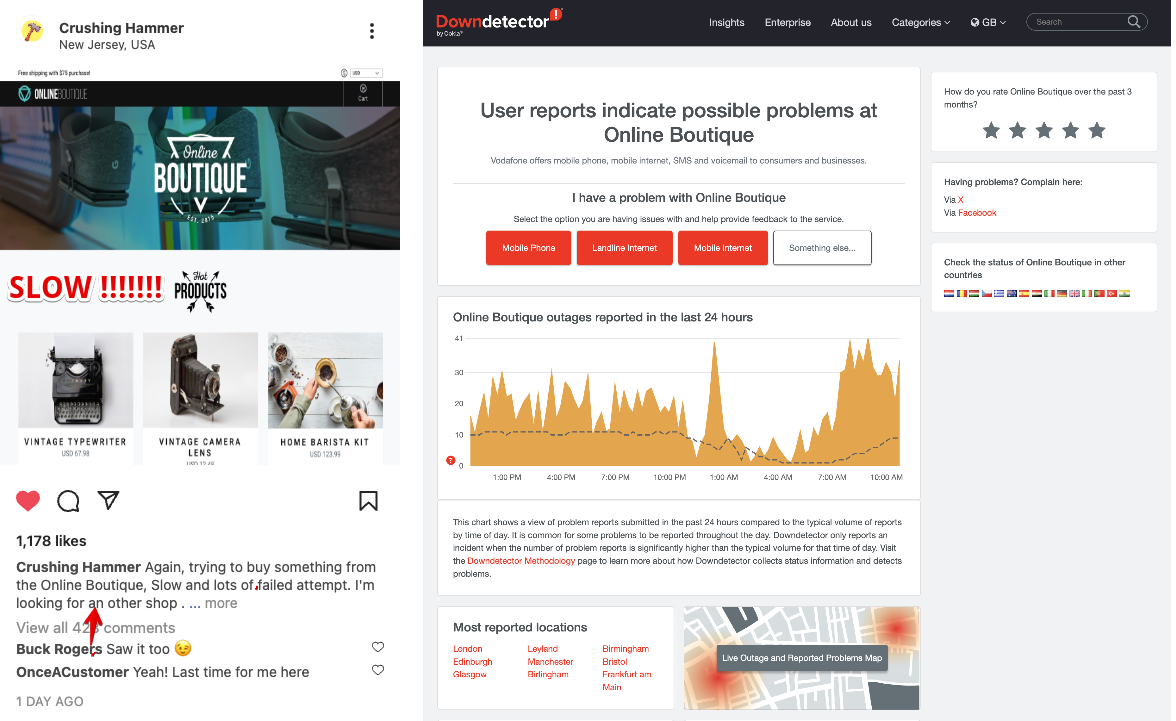 Crushing Hammer
New Jersey, USA
Free shipping with $75 purchase!
USD
ONLINEBOUTIQUE
Cart
Online
BOUTIQUE
EST. 2015
SLOW !!!!!!!
Hot
PRODUCTS
VINTAGE TYPEWRITER
USD 67.98
VINTAGE CAMERA
LENS
USD 12.48
HOME BARISTA KIT
USD 123.99
1,178 likes
Crushing Hammer Again, trying to buy something from
the Online Boutique, Slow and lots of failed attempt. I'm
looking for an other shop . ... more
View all comments
Buck Rogers Saw it too 😉
OnceACustomer Yeah! Last time for me here
1 DAY AGO
Downdetector
by Ookla
Insights
Enterprise
About us
Categories
GB
Search
User reports indicate possible problems at
Online Boutique
Vodafone offers mobile phone, mobile internet, SMS and voicemail to consumers and businesses.
I have a problem with Online Boutique
Select the option you are having issues with and help provide feedback to the service.
Mobile Phone
Landline Internet
Mobile Internet
Something else...
Online Boutique outages reported in the last 24 hours
41
30
20
10
0
?
1:00 PM
4:00 PM
7:00 PM
10:00 PM
1:00 AM
4:00 AM
7:00 AM
10:00 AM
This chart shows a view of problem reports submitted in the past 24 hours compared to the typical volume of reports
by time of day. It is common for some problems to be reported throughout the day. Downdetector only reports an
incident when the number of problem reports is significantly higher than the typical volume for that time of day. Visit
the Downdetector Methodology page to learn more about how Downdetector collects status information and detects
problems.
Most reported locations
London
Edinburgh
Glasgow
Leyland
Manchester
Birlingham
Birmingham
Bristol
Frankfurt am
Main
Live Outage and Reported Problems Map
How do you rate Online Boutique over the past 3
months?
Having problems? Complain here:
Via X
Via Facebook
Check the status of Online Boutique in other
countries